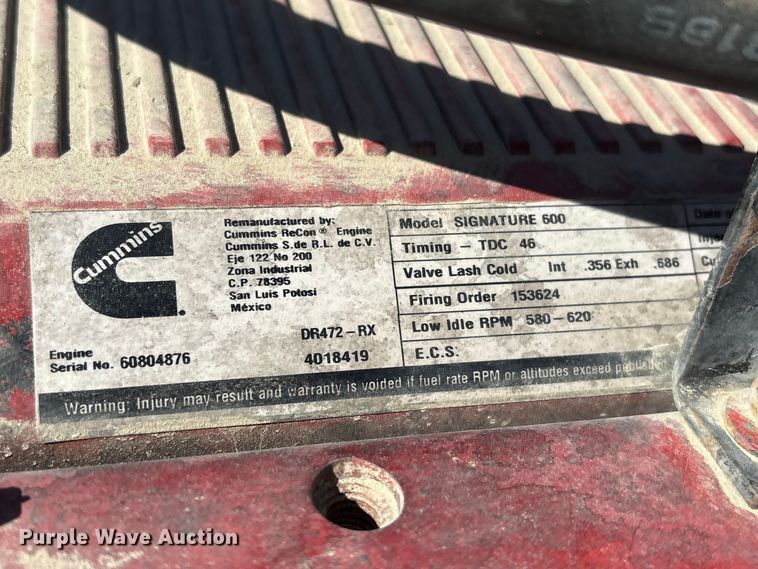 Cummins
Remanufactured by:
Cummins ReCon® Engine
Cummins S.de R.L. de C.V.
Eje 122 No 200
Zona Industrial
C.P. 78395
San Luis Potosi
México
DR472-RX
Engine
Serial No. 60804876 4018419
Model SIGNATURE 600
Timing - TDC 46
Valve Lash Cold Int .356 Exh .686
Firing Order 153624
Low Idle RPM 580-620
E.C.S.
Date of
Cu
Warning: Injury may result and warranty is voided if fuel rate RPM or altitudes exceed
Purple Wave Auction